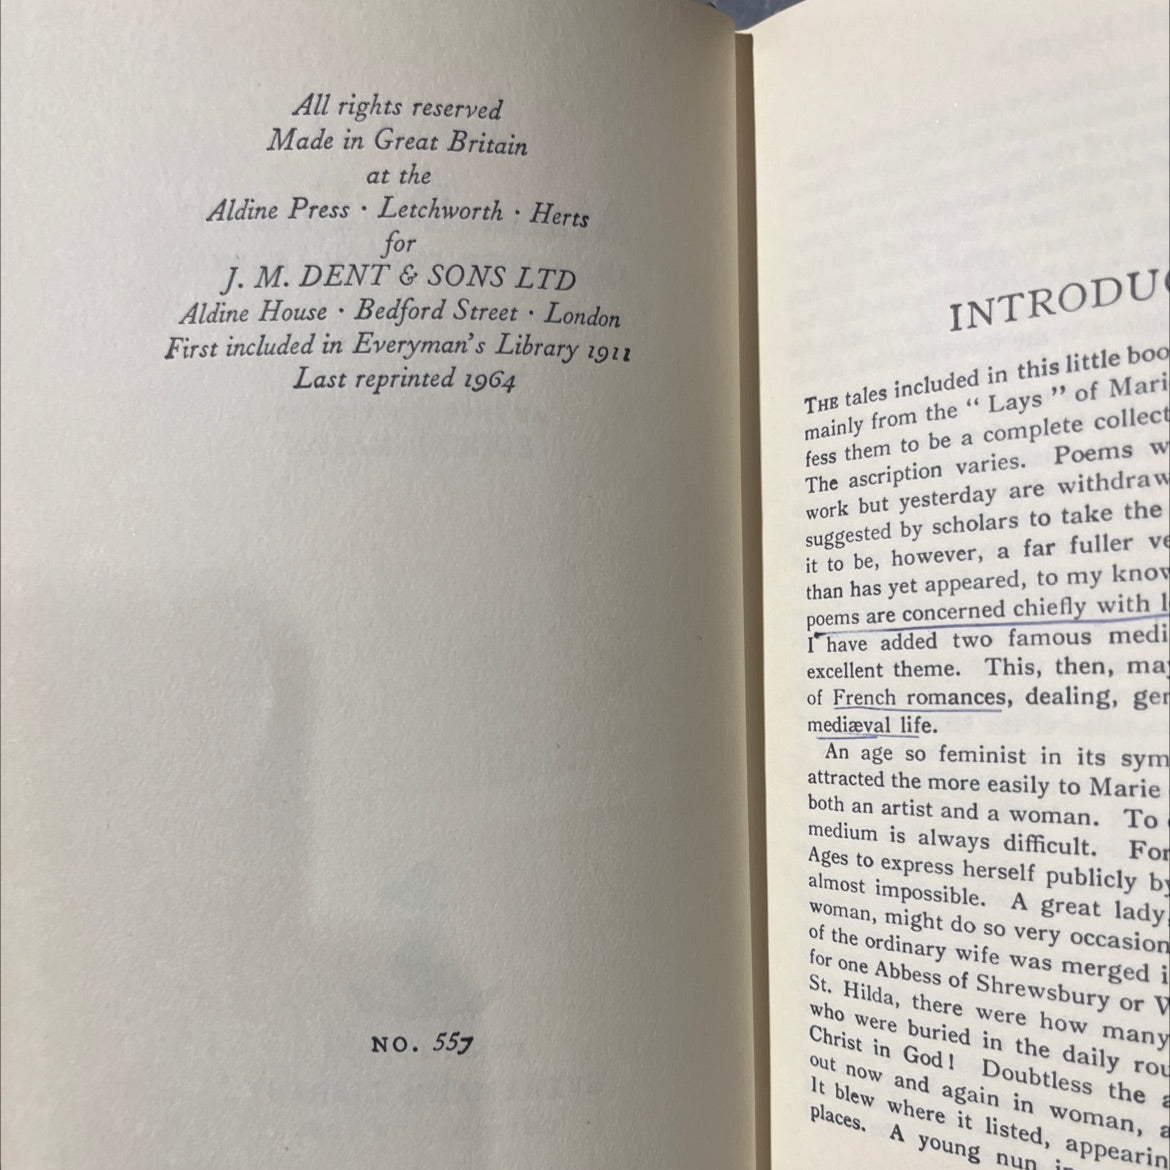 All rights reserved
Made in Great Britain
at the
Aldine Press · Letchworth · Herts
for
J. M. DENT & SONS LTD
Aldine House · Bedford Street · London
First included in Everyman's Library 1911
Last reprinted 1964
NO. 557
INTRODUC
THE tales included in this little boo
mainly from the “ Lays ” of Mari
fess them to be a complete collect
The ascription varies. Poems w
work but yesterday are withdraw
suggested by scholars to take the
it to be, however, a far fuller ve
than has yet appeared, to my know
poems are concerned chiefly with l
I have added two famous medi
excellent theme. This, then, may
of French romances, dealing, gen
mediæval life.
An age so feminist in its sym
attracted the more easily to Marie
both an artist and a woman. To
medium is always difficult. For
Ages to express herself publicly by
almost impossible. A great lady,
woman, might do so very occasion
of the ordinary wife was merged i
for one Abbess of Shrewsbury or W
St. Hilda, there were how many
who were buried in the daily rou
Christ in God! Doubtless the a
out now and again in woman, a
It blew where it listed, appearin
places. A young nun